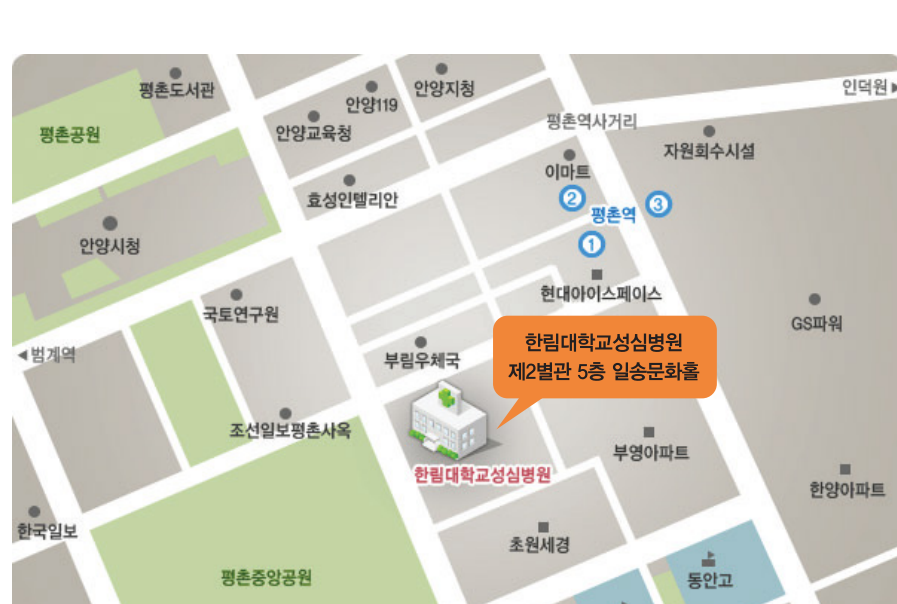 평촌도서관
안양119
안양지청
인덕원▶
평촌공원
안양교육청
평촌역사거리
자원회수시설
이마트
효성인텔리안
②
③
평촌역
안양시청
①
현대아이스페이스
국토연구원
GS파워
◀범계역
부림우체국
한림대학교성심병원
제2별관 5층 일송문화홀
조선일보평촌사옥
부영아파트
한림대학교성심병원
한양아파트
한국일보
초원세경
평촌중앙공원
동안고